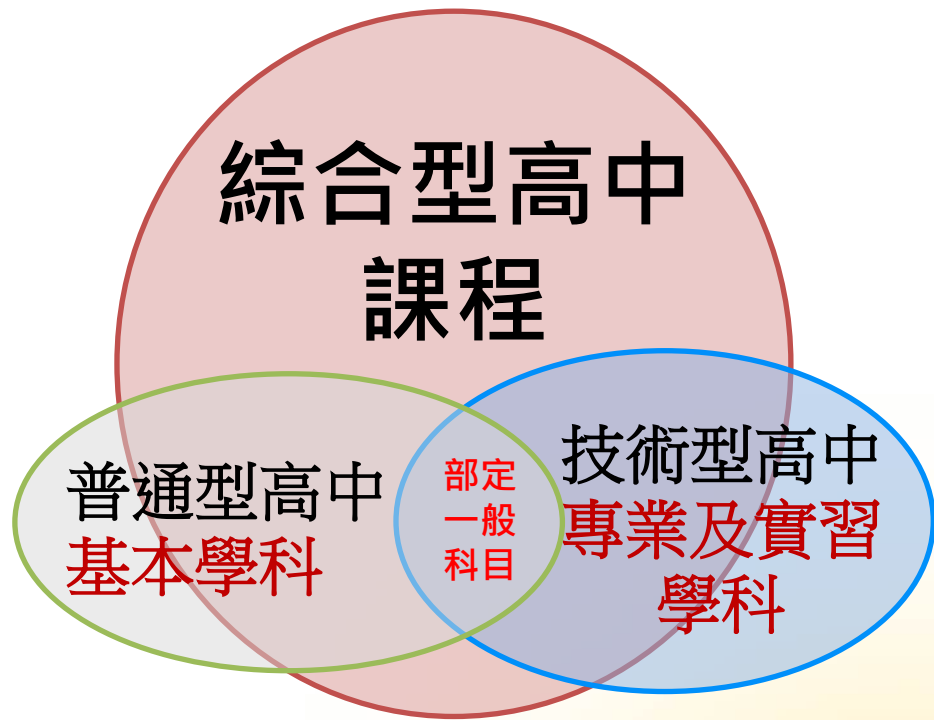 綜合型高中
課程
普通型高中
基本學科
部定
一般
科目
技術型高中
專業及實習
學科